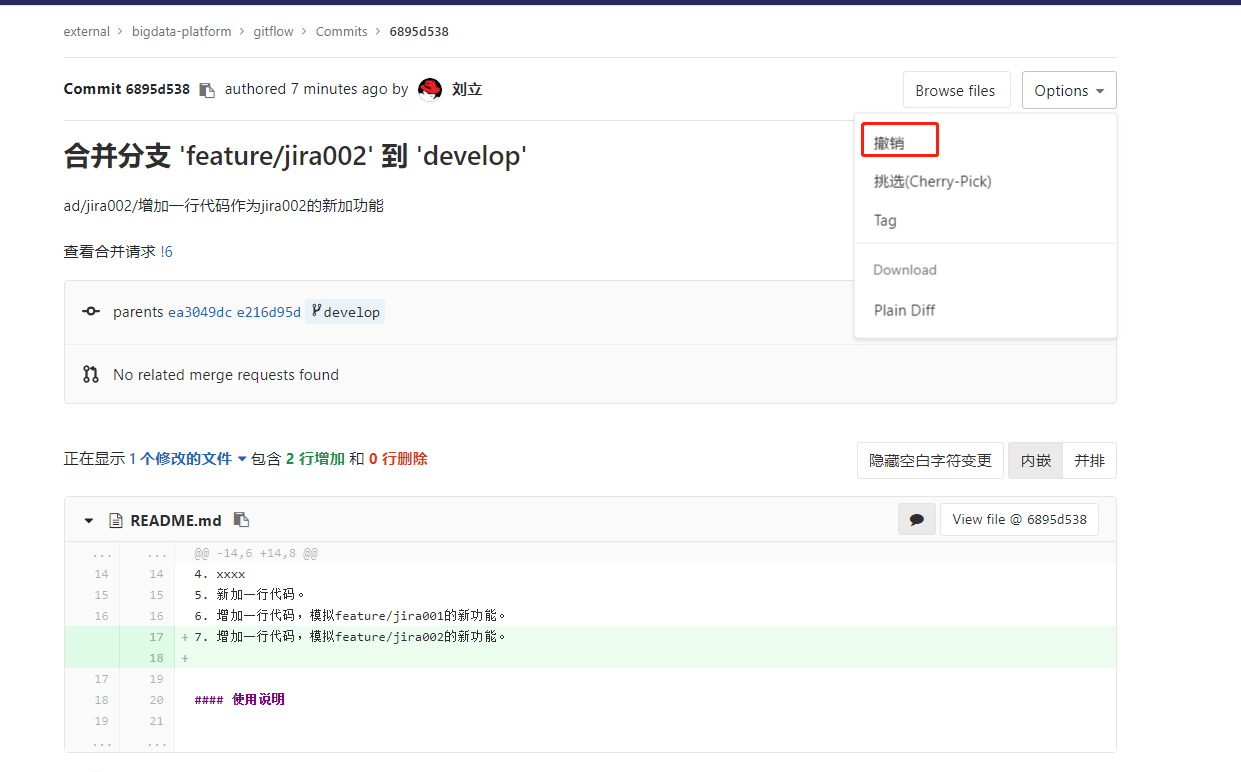 external > bigdata-platform > gitflow > Commits > 6895d538
Commit 6895d538 authored 7 minutes ago by 刘立 Browse files Options
撤销
挑选(Cherry-Pick)
Tag
Download
Plain Diff
合并分支 'feature/jira002' 到 'develop'
ad/jira002/增加一行代码作为jira002的新加功能
查看合并请求 !6
parents ea3049dc e216d95d develop
No related merge requests found
正在显示 1 个修改的文件 包含 2 行增加 和 0 行删除 隐藏空白字符变更 内嵌 并排
README.md View file @ 6895d538
... ... @@ -14,6 +14,8 @@
14 14 4. xxxx
15 15 5. 新加一行代码。
16 16 6. 增加一行代码，模拟feature/jira001的新功能。
17 + 7. 增加一行代码，模拟feature/jira002的新功能。
18 +
17 19
18 20 #### 使用说明
19 21
... ...